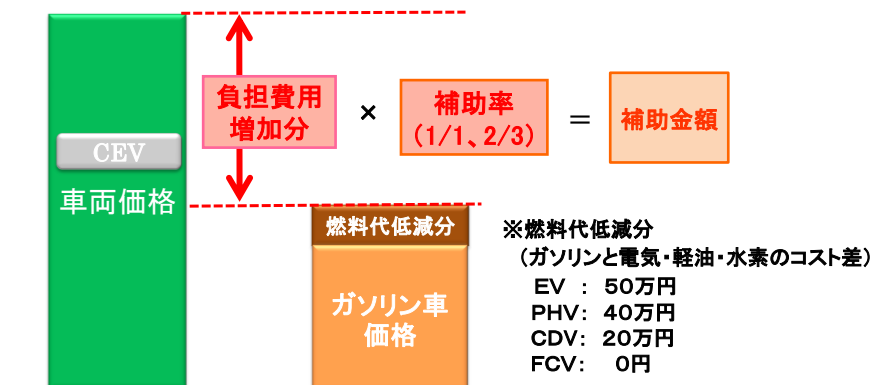 負担費用
増加分
×
補助率
（1/1、2/3）
＝
補助金額
CEV
車両価格
燃料代低減分
ガソリン車
価格
※燃料代低減分
（ガソリンと電気・軽油・水素のコスト差）
EV ： 50万円
PHV： 40万円
CDV： 20万円
FCV： 0円